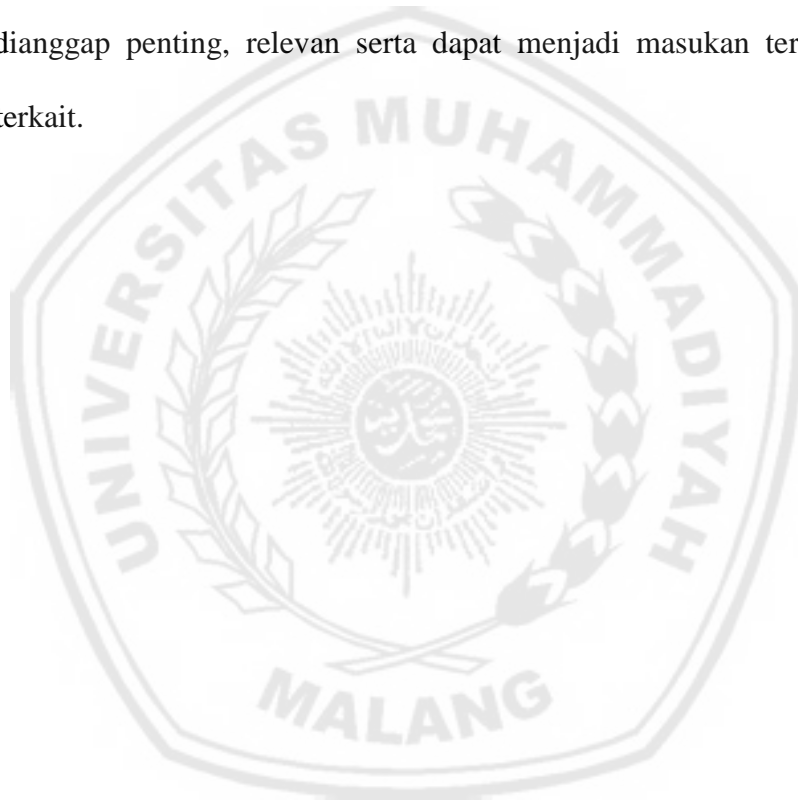 dianggap penting, relevan serta dapat menjadi masukan ter
terkait.
UNIVERSITAS MUHAMMADIYAH
MALANG